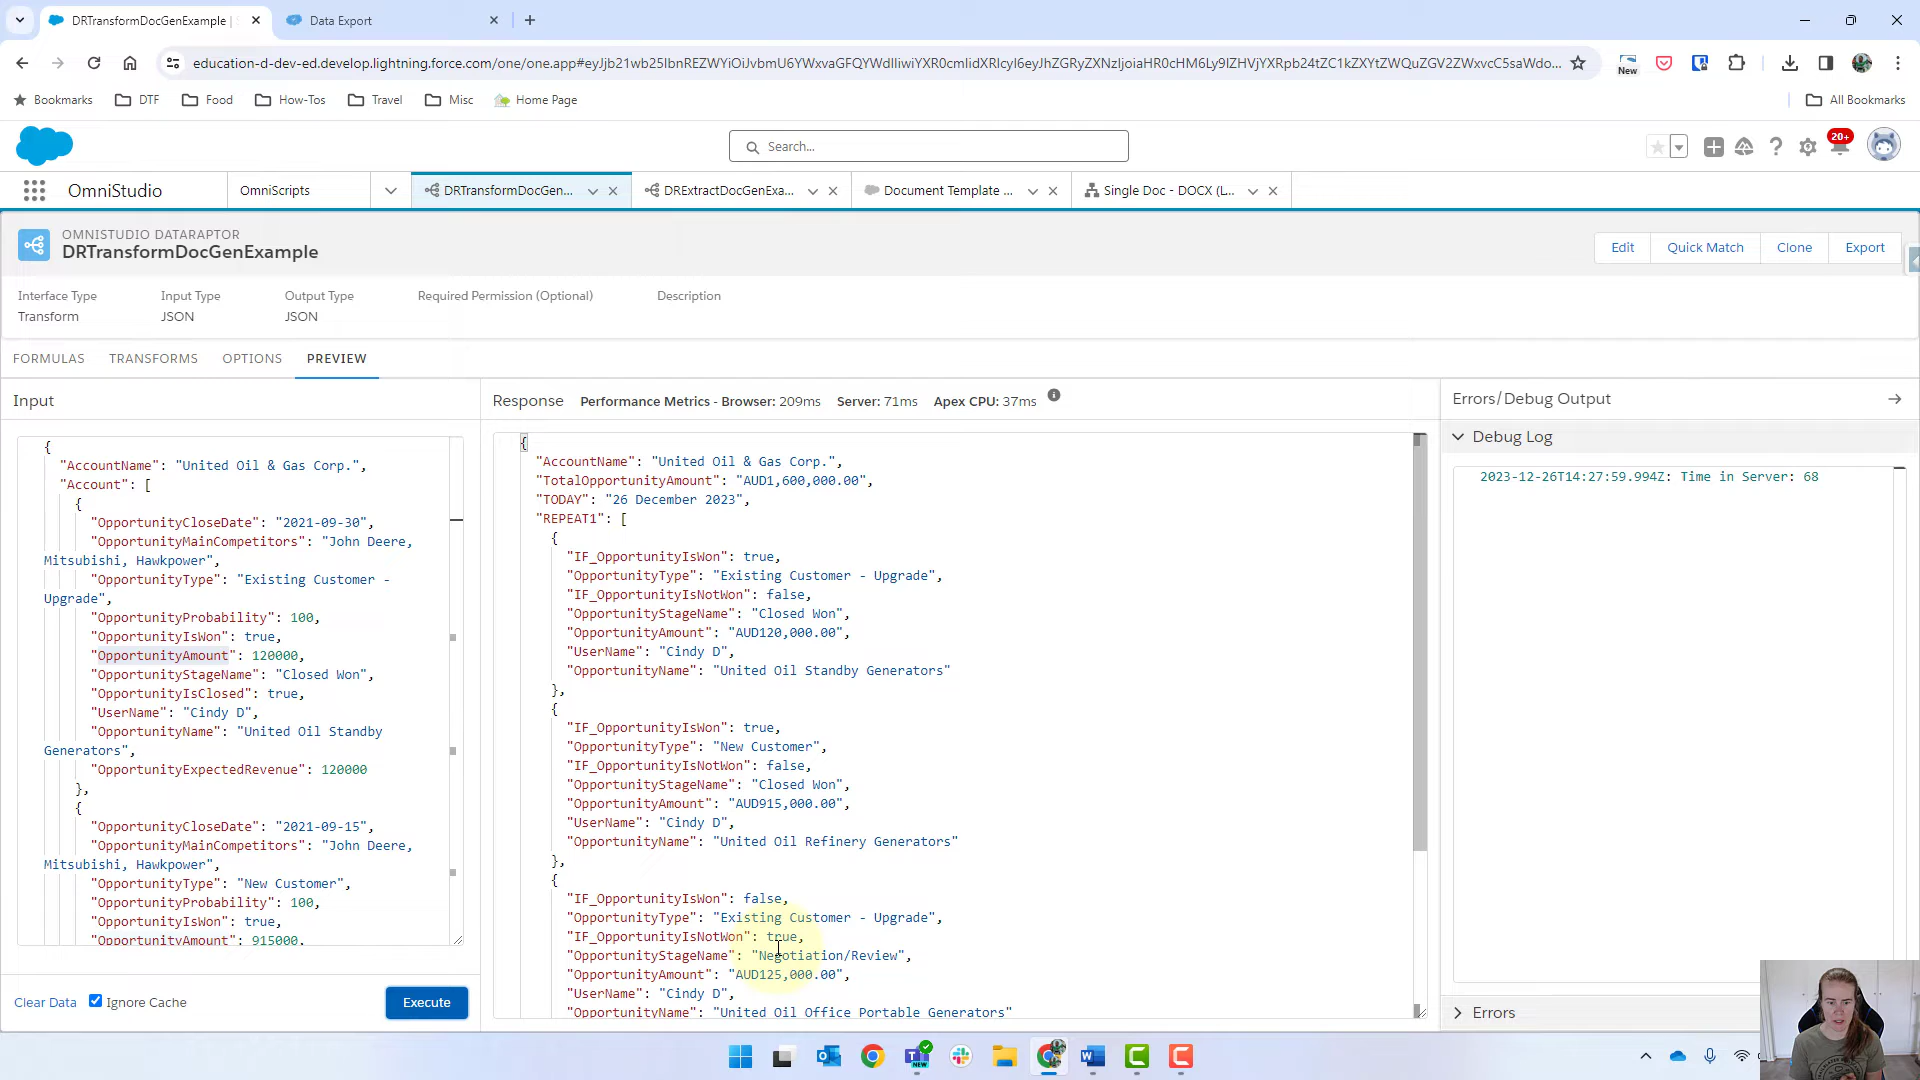 DRTransformDocGenExample |
Data Export
education-d-dev-ed.develop.lightning.force.com/one/one.app#eyJjb21wb25lbnREZWYiOiJvbmU6YWxvaGFQYWdlIiwiYXR0cmlidXRlcyI6eyJhZGRyZXNzIjoiaHR0cHM6Ly9lZHVjYXRpb24tZC1kZXYtZWQuZGV2ZWxvcC5saWdo...
New
Bookmarks
DTF
Food
How-Tos
Travel
Misc
Home Page
All Bookmarks
Search...
20+
OmniStudio
OmniScripts
DRTransformDocGen...
DRExtractDocGenExa...
Document Template ...
Single Doc - DOCX (L...
OMNISTUDIO DATARAPTOR
DRTransformDocGenExample
Edit
Quick Match
Clone
Export
Interface Type
Input Type
Output Type
Required Permission (Optional)
Description
Transform
JSON
JSON
FORMULAS
TRANSFORMS
OPTIONS
PREVIEW
Input
{
"AccountName": "United Oil & Gas Corp.",
"Account": [
{
"OpportunityCloseDate": "2021-09-30",
"OpportunityMainCompetitors": "John Deere,
Mitsubishi, Hawkpower",
"OpportunityType": "Existing Customer -
Upgrade",
"OpportunityProbability": 100,
"OpportunityIsWon": true,
"OpportunityAmount": 120000,
"OpportunityStageName": "Closed Won",
"OpportunityIsClosed": true,
"UserName": "Cindy D",
"OpportunityName": "United Oil Standby
Generators",
"OpportunityExpectedRevenue": 120000
},
{
"OpportunityCloseDate": "2021-09-15",
"OpportunityMainCompetitors": "John Deere,
Mitsubishi, Hawkpower",
"OpportunityType": "New Customer",
"OpportunityProbability": 100,
"OpportunityIsWon": true,
"OpportunityAmount": 915000,
Clear Data
Ignore Cache
Execute
Response
Performance Metrics - Browser: 209ms Server: 71ms Apex CPU: 37ms
{
"AccountName": "United Oil & Gas Corp.",
"TotalOpportunityAmount": "AUD1,600,000.00",
"TODAY": "26 December 2023",
"REPEAT1": [
{
"IF_OpportunityIsWon": true,
"OpportunityType": "Existing Customer - Upgrade",
"IF_OpportunityIsNotWon": false,
"OpportunityStageName": "Closed Won",
"OpportunityAmount": "AUD120,000.00",
"UserName": "Cindy D",
"OpportunityName": "United Oil Standby Generators"
},
{
"IF_OpportunityIsWon": true,
"OpportunityType": "New Customer",
"IF_OpportunityIsNotWon": false,
"OpportunityStageName": "Closed Won",
"OpportunityAmount": "AUD915,000.00",
"UserName": "Cindy D",
"OpportunityName": "United Oil Refinery Generators"
},
{
"IF_OpportunityIsWon": false,
"OpportunityType": "Existing Customer - Upgrade",
"IF_OpportunityIsNotWon": true,
"OpportunityStageName": "Negotiation/Review",
"OpportunityAmount": "AUD125,000.00",
"UserName": "Cindy D",
"OpportunityName": "United Oil Office Portable Generators"
Errors/Debug Output
Debug Log
2023-12-26T14:27:59.994Z: Time in Server: 68
Errors
NEW